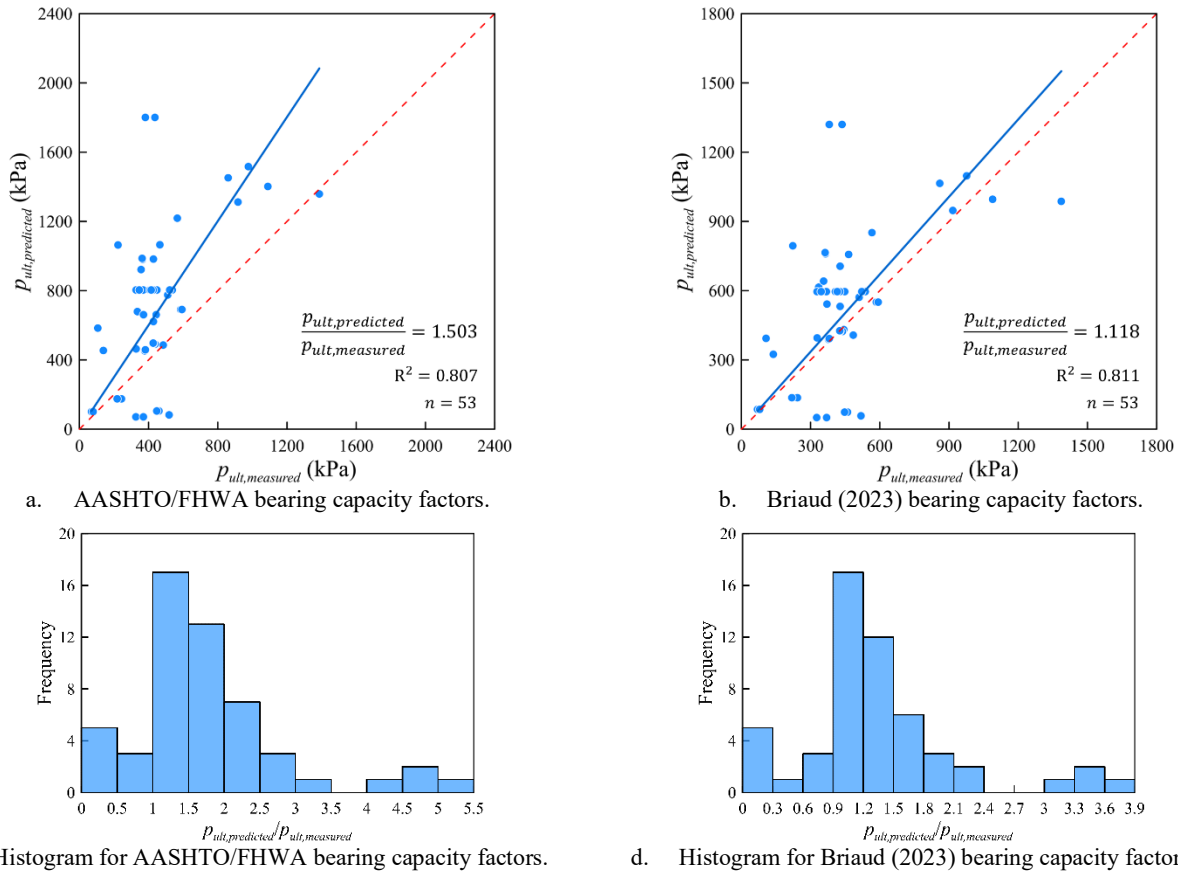 2400
2000
1600
1200
800
400
0
p_ult,predicted (kPa)
p_ult,predicted / p_ult,measured = 1.503
R² = 0.807
n = 53
0 400 800 1200 1600 2000 2400
p_ult,measured (kPa)
a. AASHTO/FHWA bearing capacity factors.
1800
1500
1200
900
600
300
0
p_ult,predicted (kPa)
p_ult,predicted / p_ult,measured = 1.118
R² = 0.811
n = 53
0 300 600 900 1200 1500 1800
p_ult,measured (kPa)
b. Briaud (2023) bearing capacity factors.
20
16
12
8
4
0
Frequency
0 0.5 1 1.5 2 2.5 3 3.5 4 4.5 5 5.5
p_ult,predicted/p_ult,measured
Histogram for AASHTO/FHWA bearing capacity factors.
20
16
12
8
4
0
Frequency
0 0.3 0.6 0.9 1.2 1.5 1.8 2.1 2.4 2.7 3 3.3 3.6 3.9
p_ult,predicted/p_ult,measured
d. Histogram for Briaud (2023) bearing capacity factor